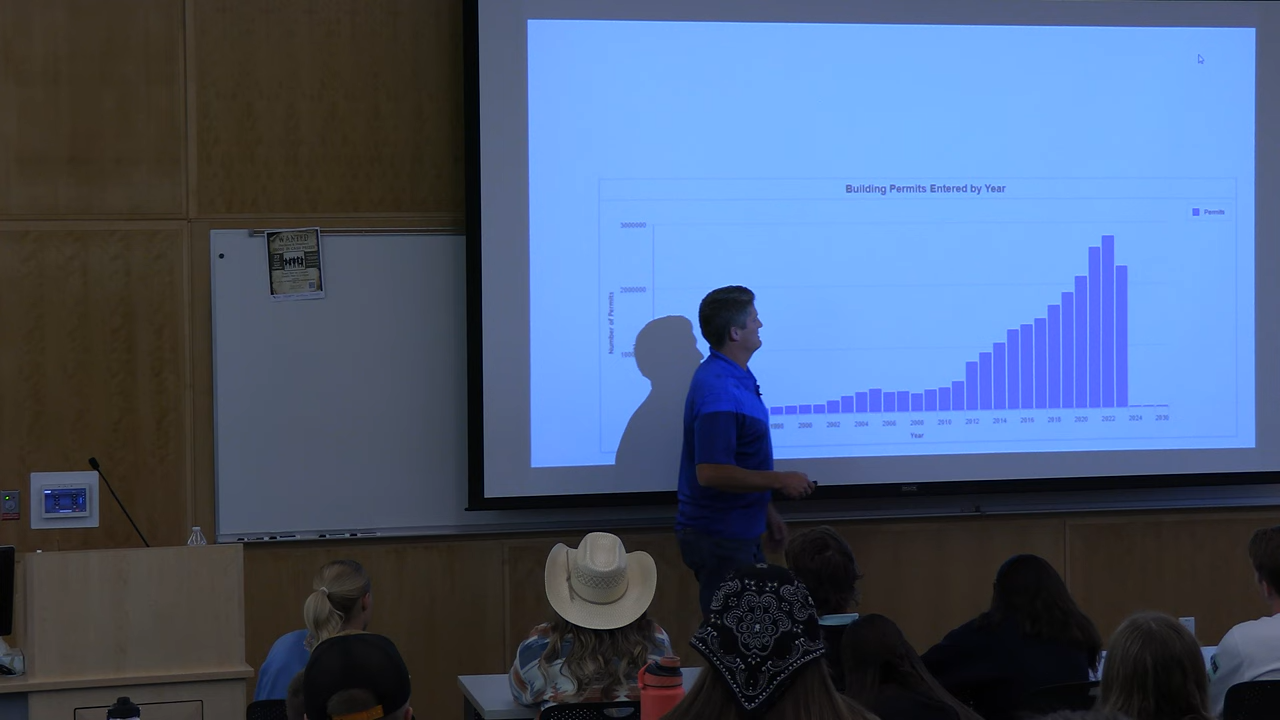 WANTED
Building Permits Entered by Year
Permits
3000000
2000000
Number of Permits
2000 2002 2004 2006 2008 2010 2012 2014 2016 2018 2020 2022 2024
Year